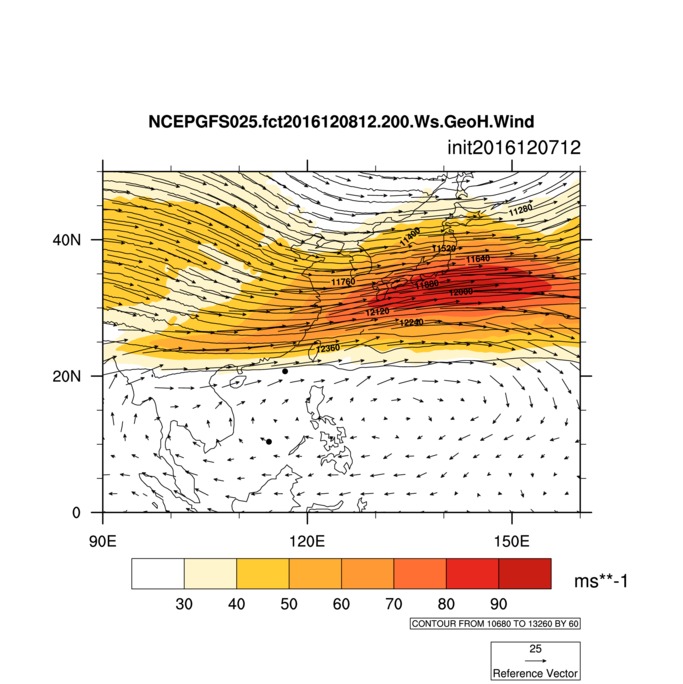 NCEPGFS025.fct2016120812.200.Ws.GeoH.Wind
init2016120712
11280
11400
11520
40N
11640
11760
11880
12000
12120
12240
12360
20N
0
90E 120E 150E
ms**-1
30 40 50 60 70 80 90
CONTOUR FROM 10680 TO 13260 BY 60
25
Reference Vector